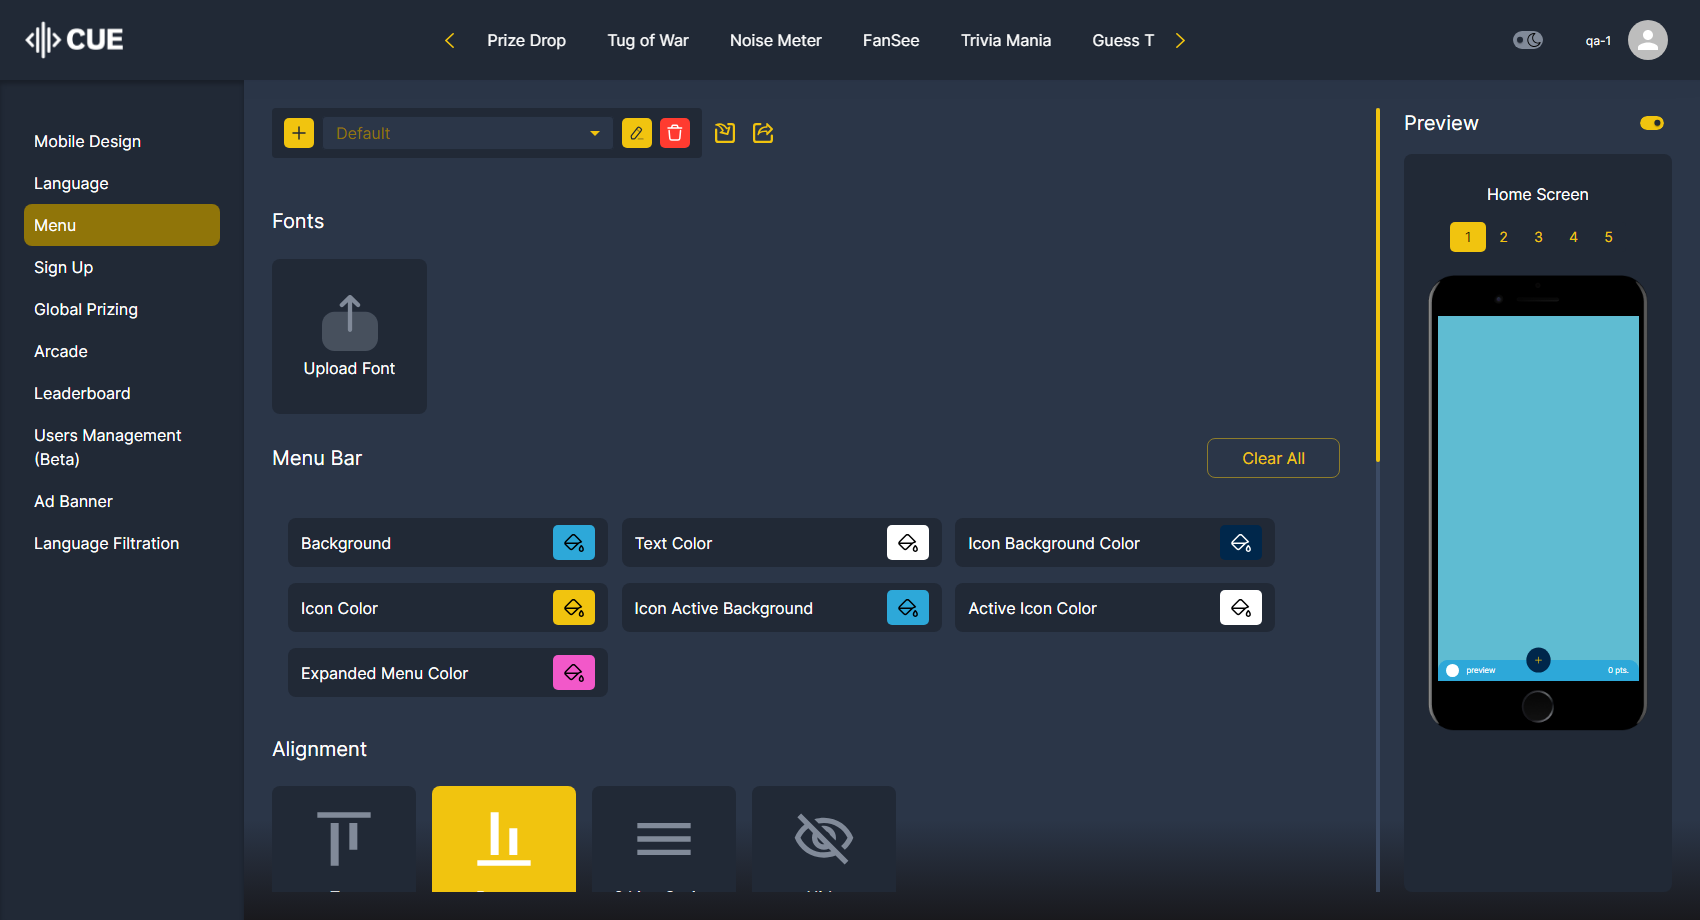 CUE
Prize Drop
Tug of War
Noise Meter
FanSee
Trivia Mania
Guess T
qa-1
Mobile Design
Language
Menu
Sign Up
Global Prizing
Arcade
Leaderboard
Users Management
(Beta)
Ad Banner
Language Filtration
Default
Fonts
Upload Font
Menu Bar
Clear All
Background
Text Color
Icon Background Color
Icon Color
Icon Active Background
Active Icon Color
Expanded Menu Color
Alignment
Preview
Home Screen
1 2 3 4 5
preview
+
0 pts.